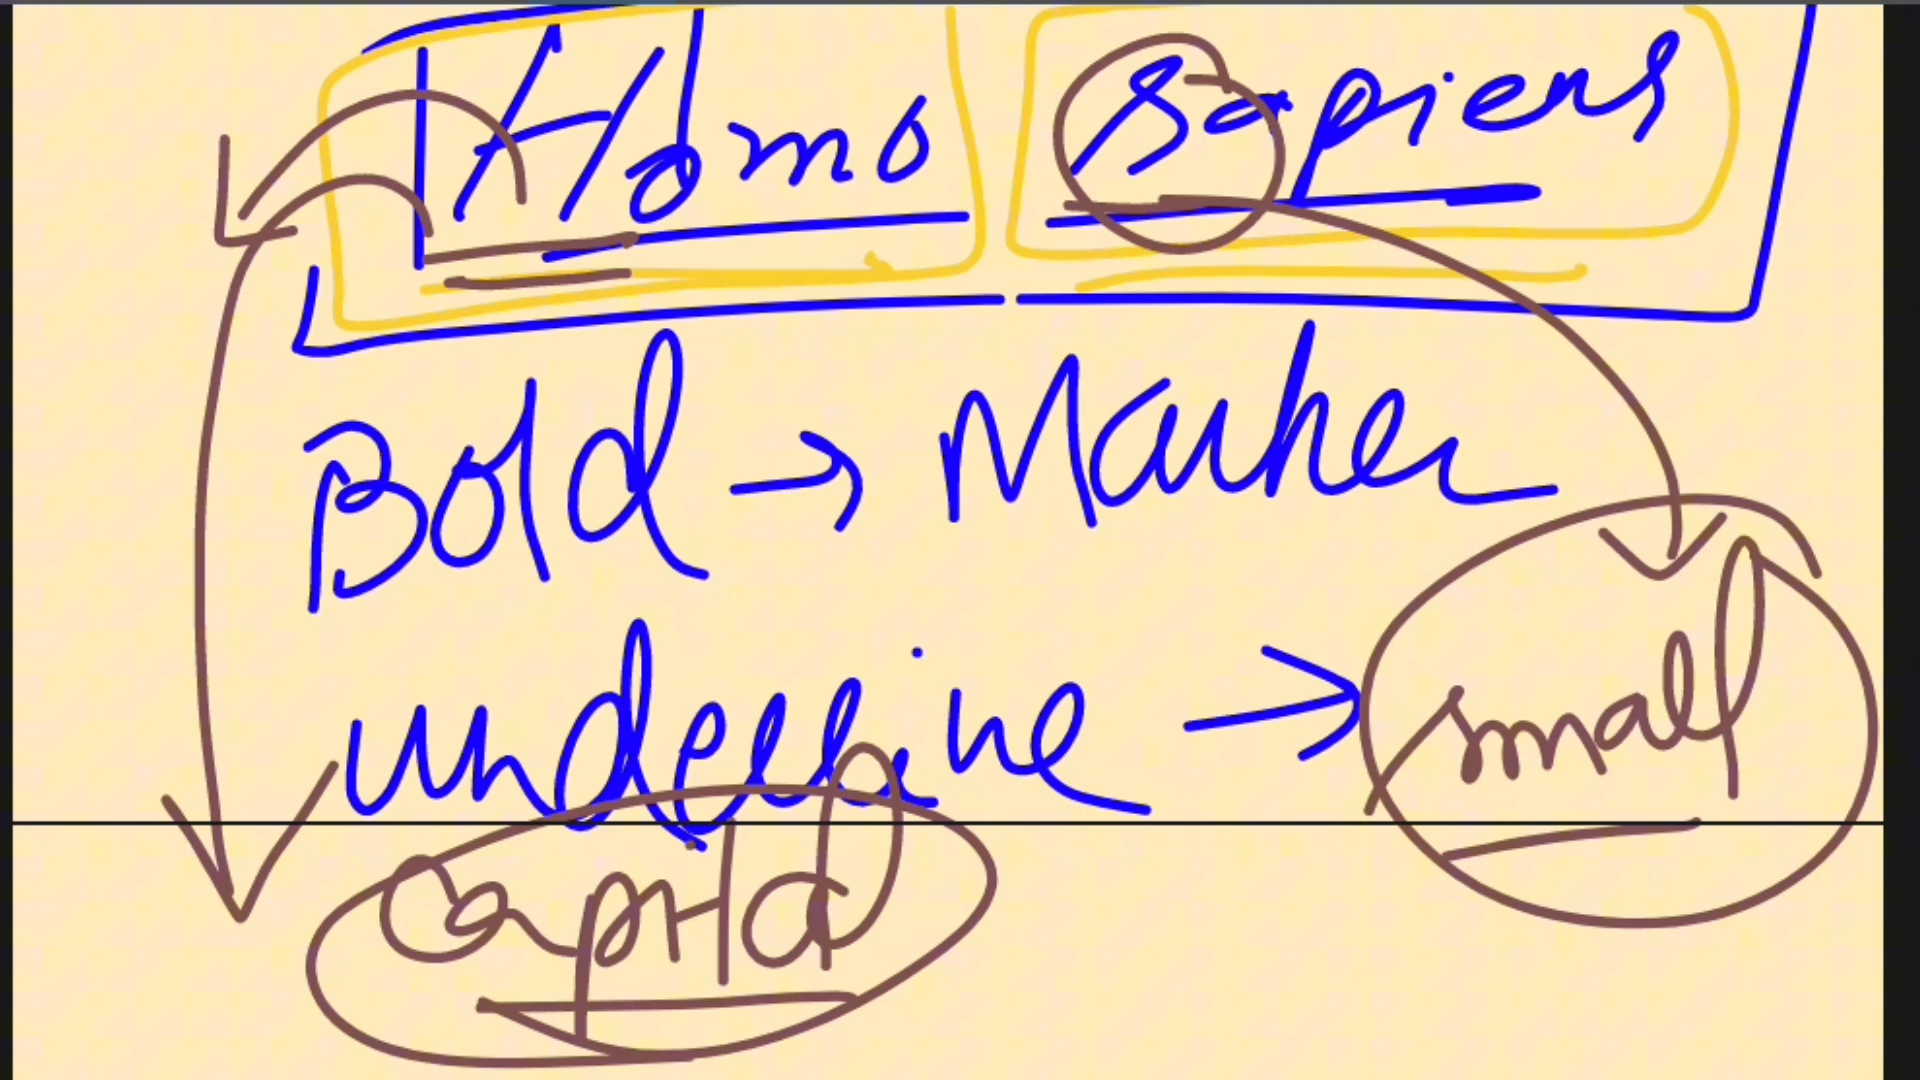 Homo Sapiens
Bold → Marker
underline → small
Capital